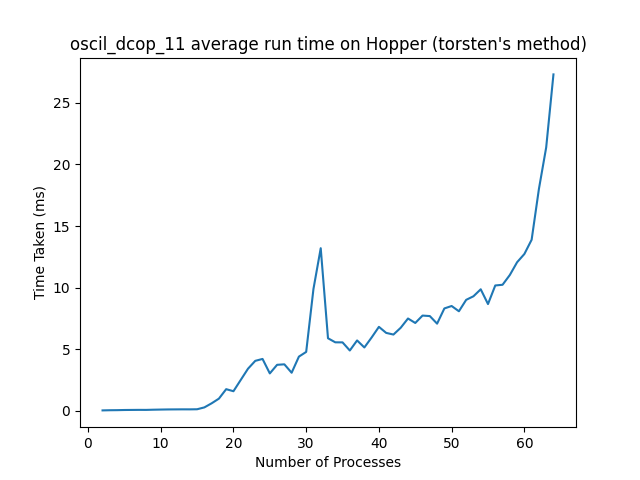 oscil_dcop_11 average run time on Hopper (torsten's method)
Time Taken (ms)
25
20
15
10
5
0
0 10 20 30 40 50 60
Number of Processes